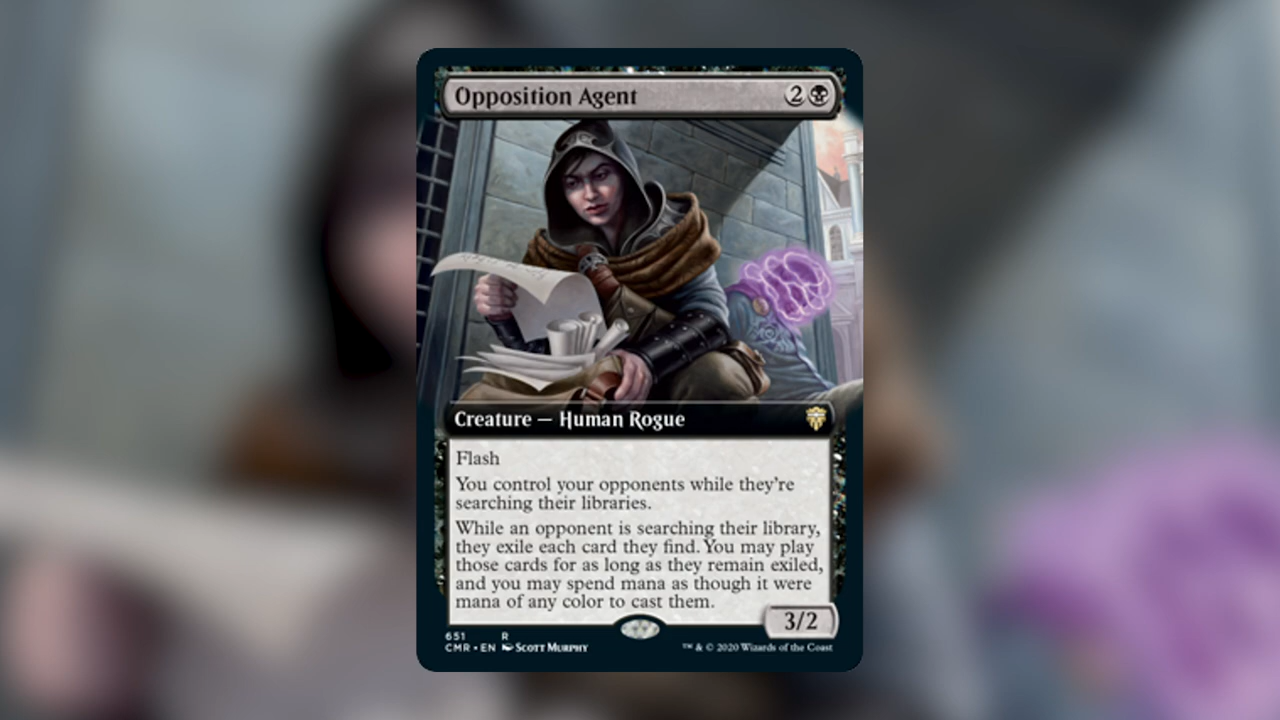 Opposition Agent 2
Creature — Human Rogue
Flash
You control your opponents while they're
searching their libraries.
While an opponent is searching their library,
they exile each card they find. You may play
those cards for as long as they remain exiled,
and you may spend mana as though it were
mana of any color to cast them.
3/2
651 R
CMR • EN Scott Murphy
™ & © 2020 Wizards of the Coast